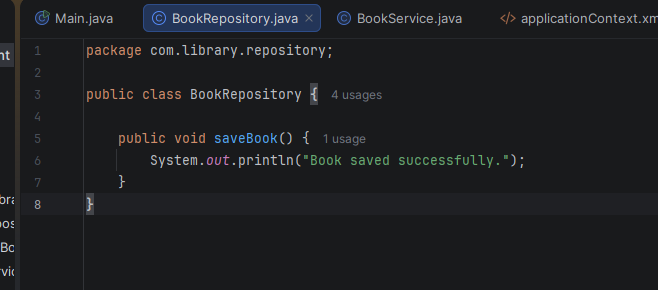 Main.java BookRepository.java BookService.java applicationContext.xm
1 package com.library.repository;
2
3 public class BookRepository { 4 usages
4
5 public void saveBook() { 1 usage
6 System.out.println("Book saved successfully.");
7 }
8 }